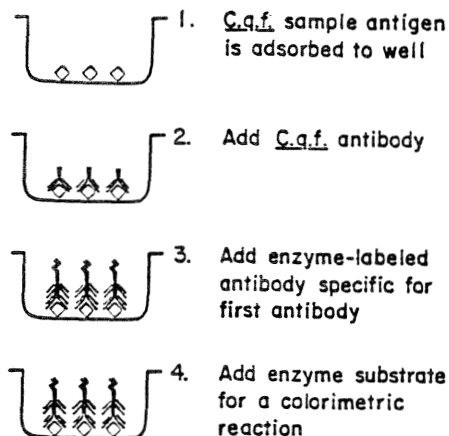 1. C.q.f. sample antigen
is adsorbed to well
2. Add C.q.f. antibody
3. Add enzyme-labeled
antibody specific for
first antibody
4. Add enzyme substrate
for a colorimetric
reaction